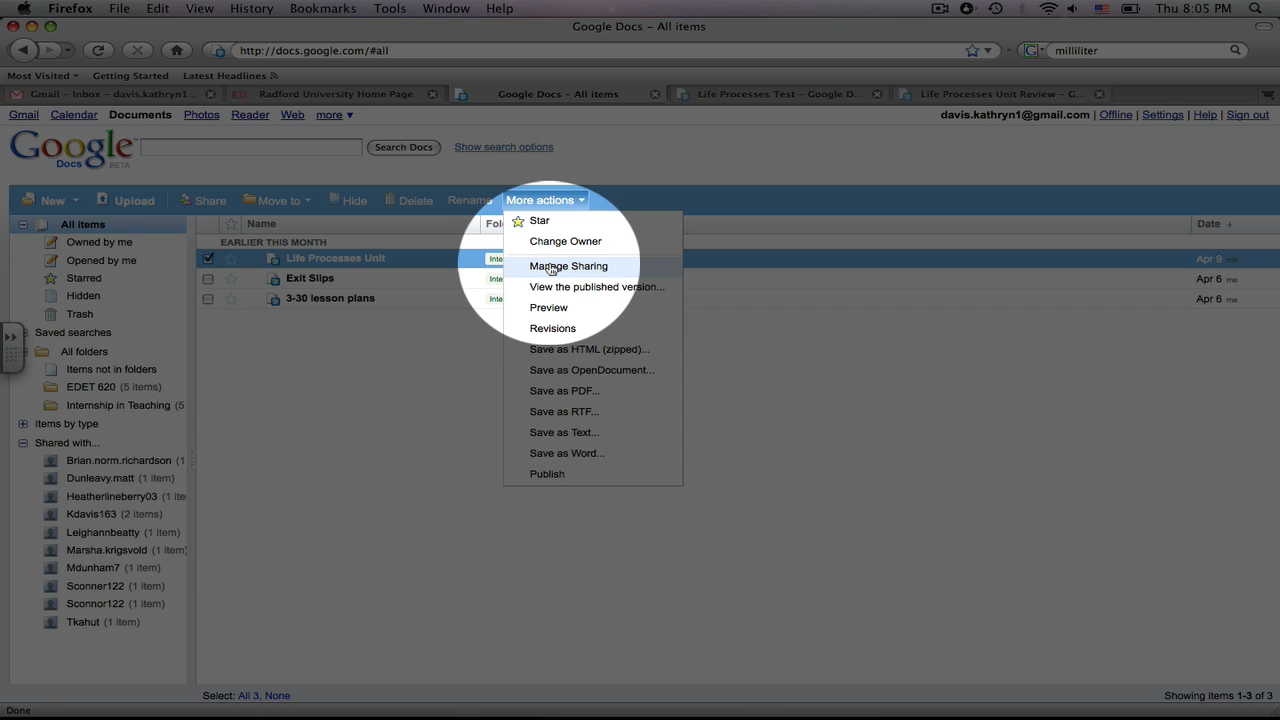 Firefox File Edit View History Bookmarks Tools Window Help Thu 8:05 PM
Google Docs – All items
http://docs.google.com/#all milliliter
Most Visited Getting Started Latest Headlines
Gmail – Inbox – davis.kathryn1... Radford University Home Page Google Docs – All items Life Processes Test – Google D... Life Processes Unit Review – G...
Gmail Calendar Documents Photos Reader Web more davis.kathryn1@gmail.com | Offline | Settings | Help | Sign out
Google Docs BETA Search Docs Show search options
New Upload Share Move to Hide Delete Rename More actions
All items Name Fol Date
Owned by me EARLIER THIS MONTH
Opened by me Life Processes Unit Inte Apr 9 me
Starred Exit Slips Inte Apr 6 me
Hidden 3-30 lesson plans Inte Apr 6 me
Trash
Saved searches
All folders
Items not in folders
EDET 620 (5 items)
Internship in Teaching (5
Items by type
Shared with...
Brian.norm.richardson (1 item)
Dunleavy.matt (1 item)
Heatherlineberry03 (1 ite
Kdavis163 (2 items)
Leighannbeatty (1 item)
Marsha.krigsvold (1 item)
Mdunham7 (1 item)
Sconner122 (1 item)
Sconnor122 (1 item)
Tkahut (1 item)
Star
Change Owner
Manage Sharing
View the published version...
Preview
Revisions
Save as HTML (zipped)...
Save as OpenDocument...
Save as PDF...
Save as RTF...
Save as Text...
Save as Word...
Publish
Select: All 3, None Showing items 1-3 of 3
Done